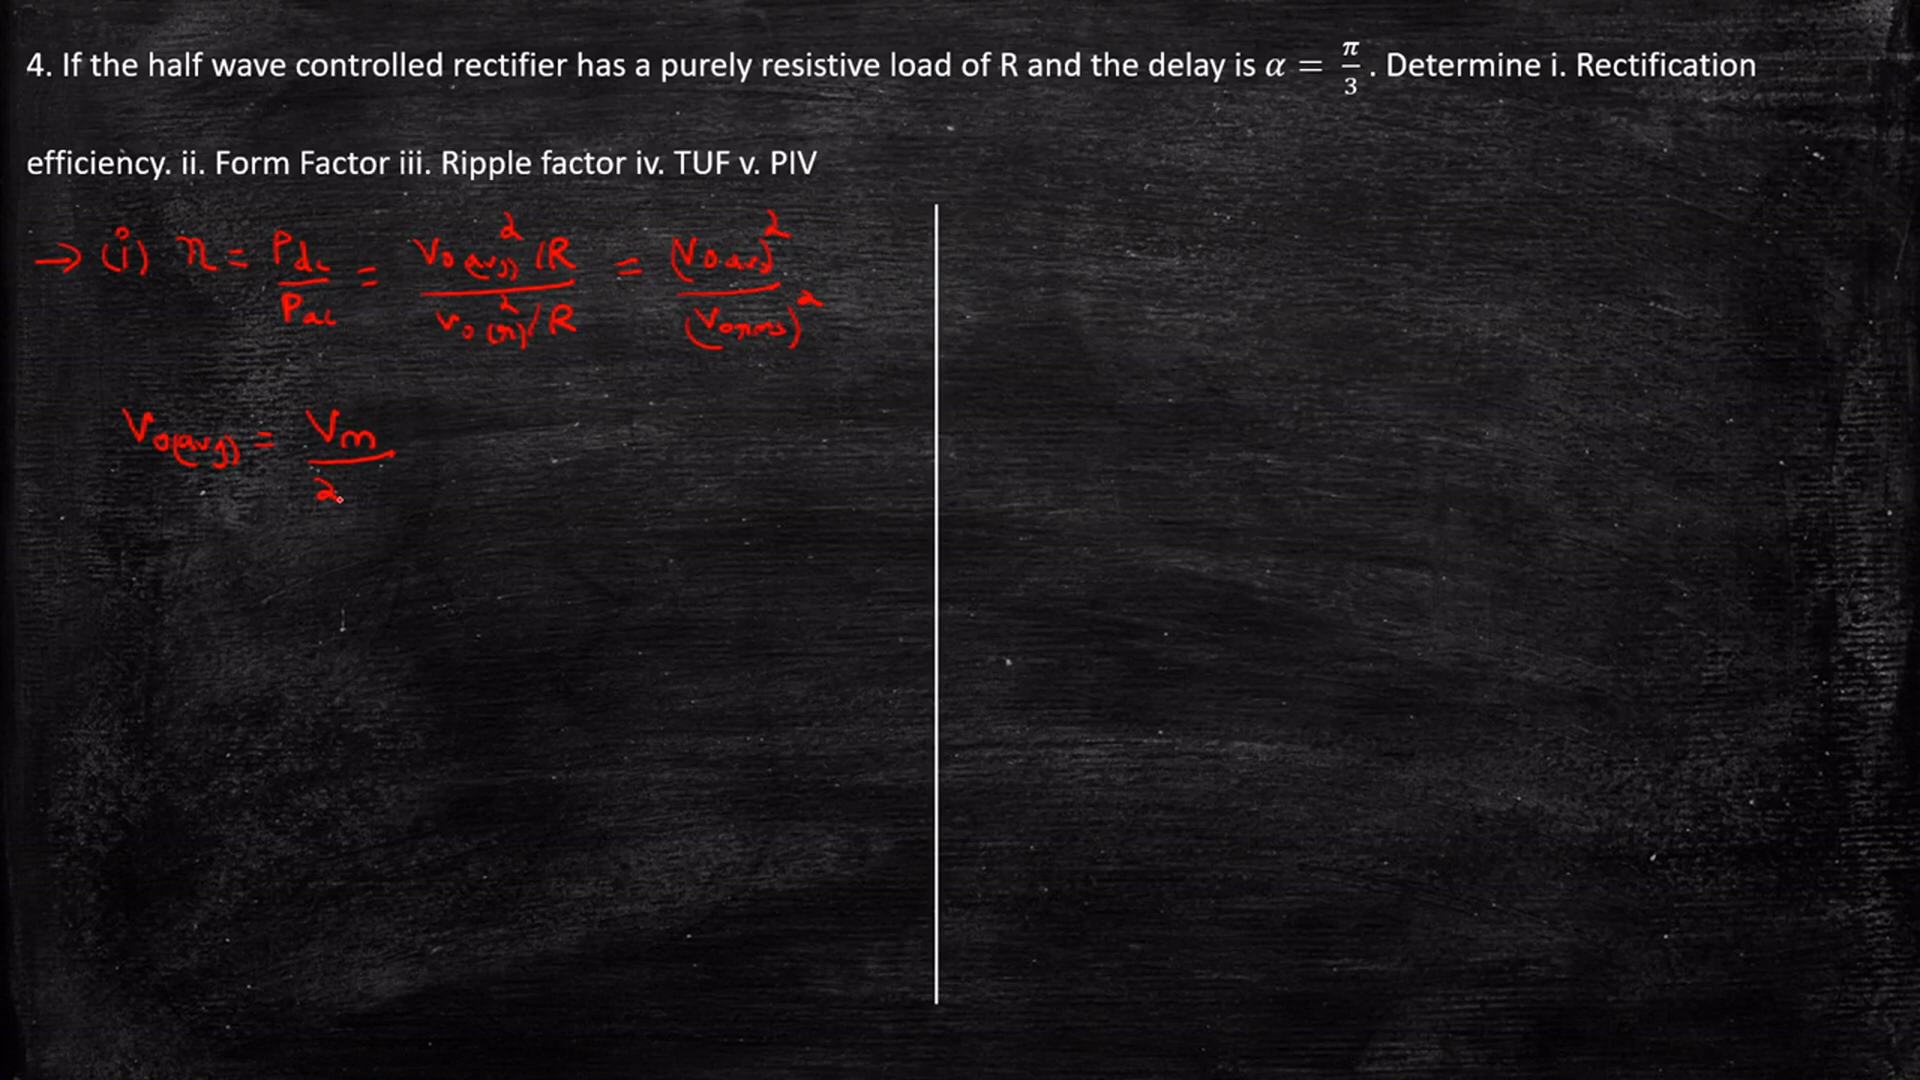 4. If the half wave controlled rectifier has a purely resistive load of R and the delay is α = π/3 . Determine i. Rectification
efficiency. ii. Form Factor iii. Ripple factor iv. TUF v. PIV
→ (i) η = Pdc/Pac = (Vo(avg)² /R)/(Vo(r)² /R) = (Vo av)²/(Vo rms)²
Vo(avg) = Vm/2